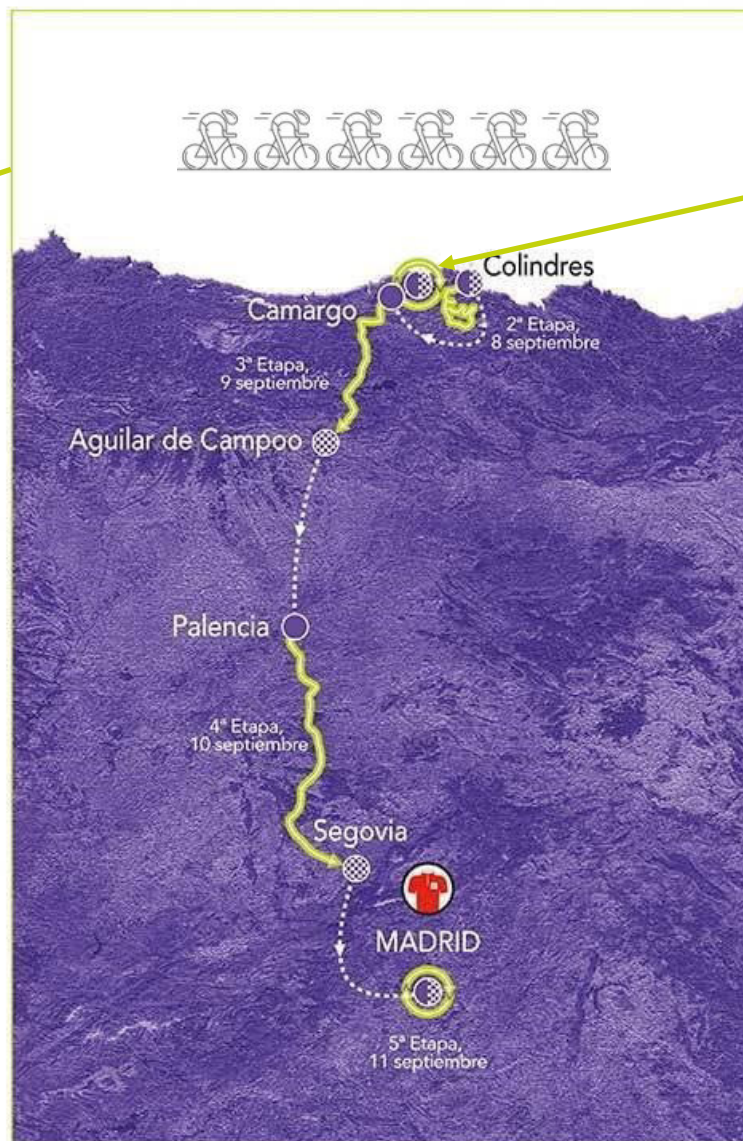 Colindres
Camargo
2ª Etapa,
8 septiembre
3ª Etapa,
9 septiembre
Aguilar de Campoo
Palencia
4ª Etapa,
10 septiembre
Segovia
MADRID
5ª Etapa,
11 septiembre